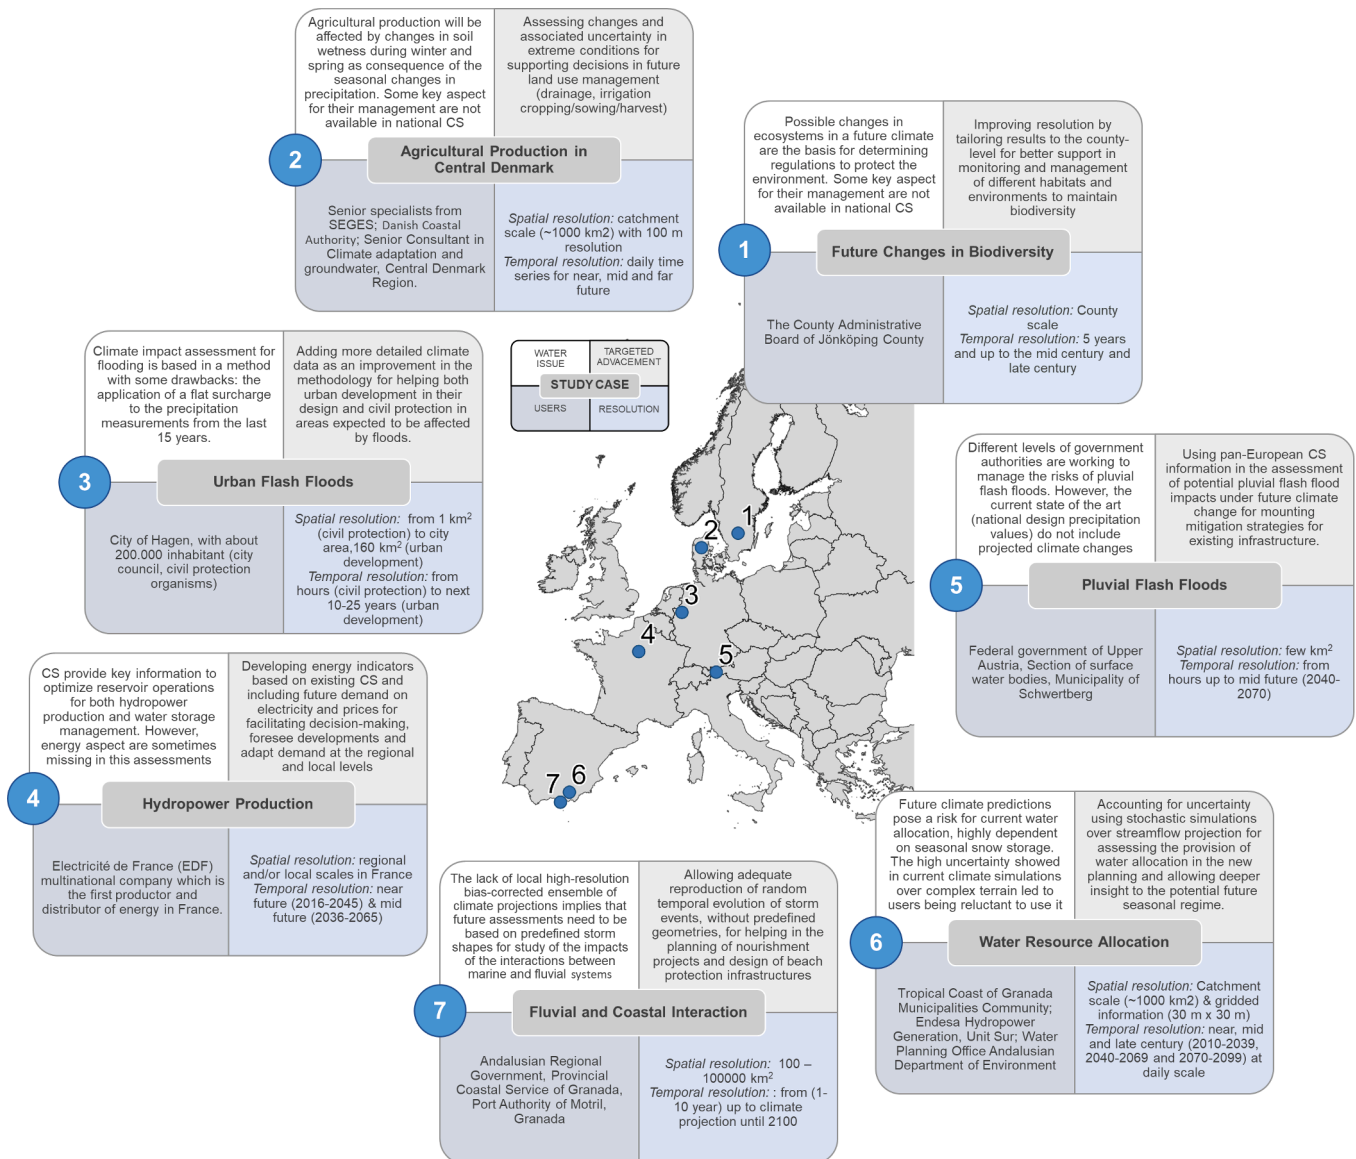 Agricultural production will be
affected by changes in soil
wetness during winter and
spring as consequence of the
seasonal changes in
precipitation. Some key aspect
for their management are not
available in national CS
Assessing changes and
associated uncertainty in
extreme conditions for
supporting decisions in future
land use management
(drainage, irrigation
cropping/sowing/harvest)
2
Agricultural Production in
Central Denmark
Senior specialists from
SEGES; Danish Coastal
Authority; Senior Consultant in
Climate adaptation and
groundwater, Central Denmark
Region.
Spatial resolution: catchment
scale (~1000 km2) with 100 m
resolution
Temporal resolution: daily time
series for near, mid and far
future
Possible changes in
ecosystems in a future climate
are the basis for determining
regulations to protect the
environment. Some key aspect
for their management are not
available in national CS
Improving resolution by
tailoring results to the county-
level for better support in
monitoring and management
of different habitats and
environments to maintain
biodiversity
1
Future Changes in Biodiversity
The County Administrative
Board of Jönköping County
Spatial resolution: County
scale
Temporal resolution: 5 years
and up to the mid century and
late century
WATER
ISSUE
TARGETED
ADVACEMENT
STUDY CASE
USERS
RESOLUTION
Climate impact assessment for
flooding is based in a method
with some drawbacks: the
application of a flat surcharge
to the precipitation
measurements from the last
15 years.
Adding more detailed climate
data as an improvement in the
methodology for helping both
urban development in their
design and civil protection in
areas expected to be affected
by floods.
3
Urban Flash Floods
City of Hagen, with about
200.000 inhabitant (city
council, civil protection
organisms)
Spatial resolution: from 1 km²
(civil protection) to city
area,160 km² (urban
development)
Temporal resolution: from
hours (civil protection) to next
10-25 years (urban
development)
Different levels of government
authorities are working to
manage the risks of pluvial
flash floods. However, the
current state of the art
(national design precipitation
values) do not include
projected climate changes
Using pan-European CS
information in the assessment
of potential pluvial flash flood
impacts under future climate
change for mounting
mitigation strategies for
existing infrastructure.
5
Pluvial Flash Floods
Federal government of Upper
Austria, Section of surface
water bodies, Municipality of
Schwertberg
Spatial resolution: few km²
Temporal resolution: from
hours up to mid future (2040-
2070)
1
2
3
4
5
6
7
CS provide key information to
optimize reservoir operations
for both hydropower
production and water storage
management. However,
energy aspect are sometimes
missing in this assessments
Developing energy indicators
based on existing CS and
including future demand on
electricity and prices for
facilitating decision-making,
foresee developments and
adapt demand at the regional
and local levels
4
Hydropower Production
Electricité de France (EDF)
multinational company which is
the first productor and
distributor of energy in France.
Spatial resolution: regional
and/or local scales in France
Temporal resolution: near
future (2016-2045) & mid
future (2036-2065)
Future climate predictions
pose a risk for current water
allocation, highly dependent
on seasonal snow storage.
The high uncertainty showed
in current climate simulations
over complex terrain led to
users being reluctant to use it
Accounting for uncertainty
using stochastic simulations
over streamflow projection for
assessing the provision of
water allocation in the new
planning and allowing deeper
insight to the potential future
seasonal regime.
6
Water Resource Allocation
Tropical Coast of Granada
Municipalities Community;
Endesa Hydropower
Generation, Unit Sur; Water
Planning Office Andalusian
Department of Environment
Spatial resolution: Catchment
scale (~1000 km2) & gridded
information (30 m x 30 m)
Temporal resolution: near, mid
and late century (2010-2039,
2040-2069 and 2070-2099) at
daily scale
The lack of local high-resolution
bias-corrected ensemble of
climate projections implies that
future assessments need to be
based on predefined storm
shapes for study of the impacts
of the interactions between
marine and fluvial systems
Allowing adequate
reproduction of random
temporal evolution of storm
events, without predefined
geometries, for helping in the
planning of nourishment
projects and design of beach
protection infrastructures
7
Fluvial and Coastal Interaction
Andalusian Regional
Government, Provincial
Coastal Service of Granada,
Port Authority of Motril,
Granada
Spatial resolution: 100 –
100000 km²
Temporal resolution: : from (1-
10 year) up to climate
projection until 2100